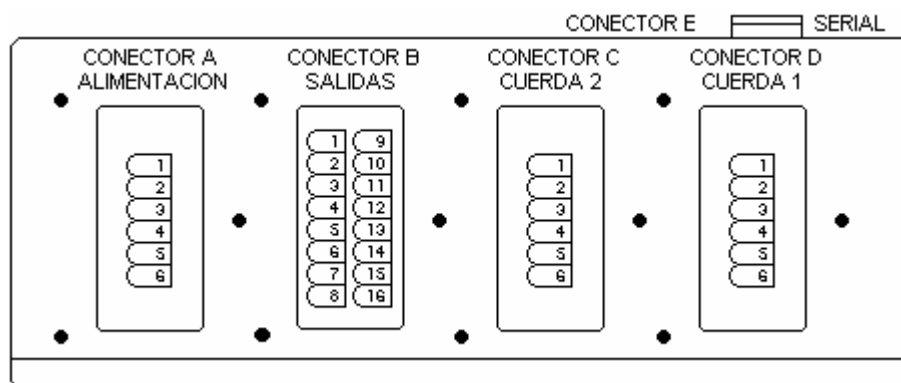 CONECTOR E SERIAL
CONECTOR A
ALIMENTACION
CONECTOR B
SALIDAS
CONECTOR C
CUERDA 2
CONECTOR D
CUERDA 1
1
2
3
4
5
6
1 9
2 10
3 11
4 12
5 13
6 14
7 15
8 16
1
2
3
4
5
6
1
2
3
4
5
6